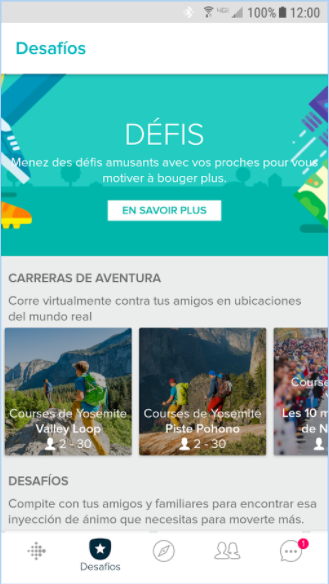 100% 12:00
Desafíos
DÉFIS
Menez des défis amusants avec vos proches pour vous
motiver à bouger plus.
EN SAVOIR PLUS
CARRERAS DE AVENTURA
Corre virtualmente contra tus amigos en ubicaciones
del mundo real
Courses de Yosemite
Valley Loop
2 - 30
Courses de Yosemite
Piste Pohono
2 - 30
Course
Les 10 m
de N
DESAFÍOS
Compite con tus amigos y familiares para encontrar esa
inyección de ánimo que necesitas para moverte más.
Desafíos
1